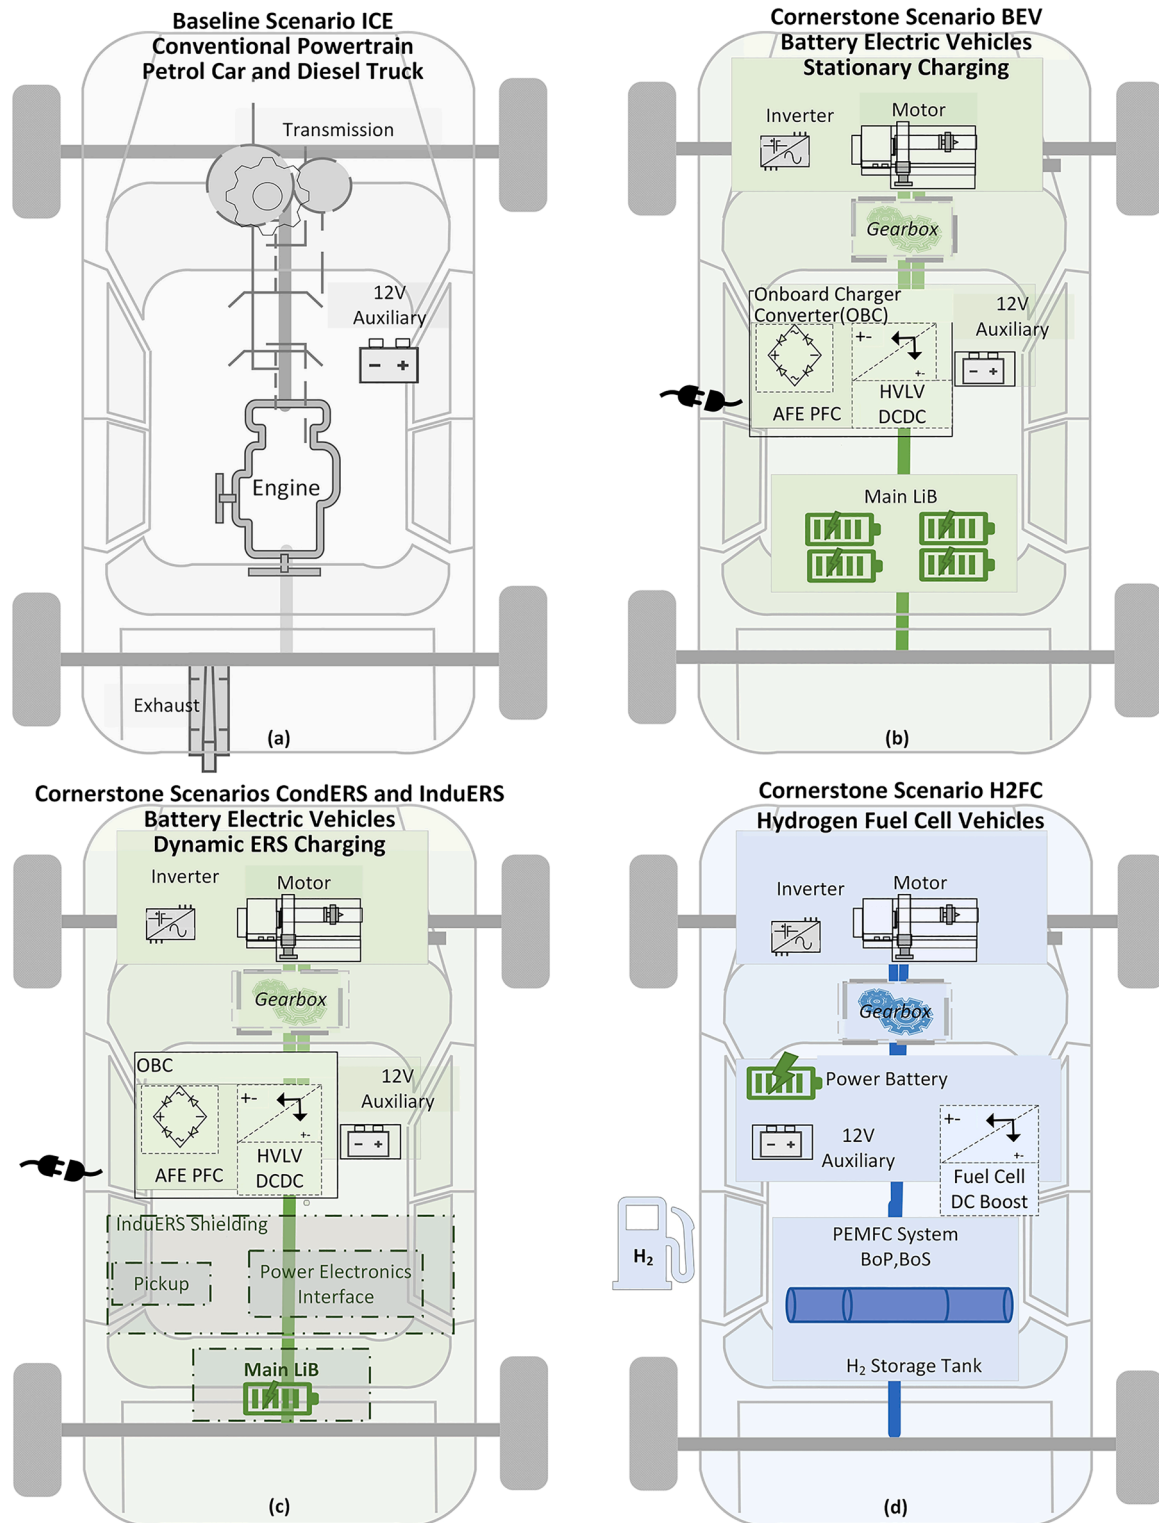 Baseline Scenario ICE
Conventional Powertrain
Petrol Car and Diesel Truck
Transmission
12V
Auxiliary
Engine
Exhaust
(a)
Cornerstone Scenario BEV
Battery Electric Vehicles
Stationary Charging
Inverter
Motor
Gearbox
Onboard Charger
Converter(OBC)
12V
Auxiliary
AFE PFC
HVLV
DCDC
Main LiB
(b)
Cornerstone Scenarios CondERS and InduERS
Battery Electric Vehicles
Dynamic ERS Charging
Inverter
Motor
Gearbox
OBC
12V
Auxiliary
AFE PFC
HVLV
DCDC
InduERS Shielding
Pickup
Power Electronics
Interface
Main LiB
(c)
Cornerstone Scenario H2FC
Hydrogen Fuel Cell Vehicles
Inverter
Motor
Gearbox
Power Battery
12V
Auxiliary
Fuel Cell
DC Boost
H₂
PEMFC System
BoP,BoS
H₂ Storage Tank
(d)